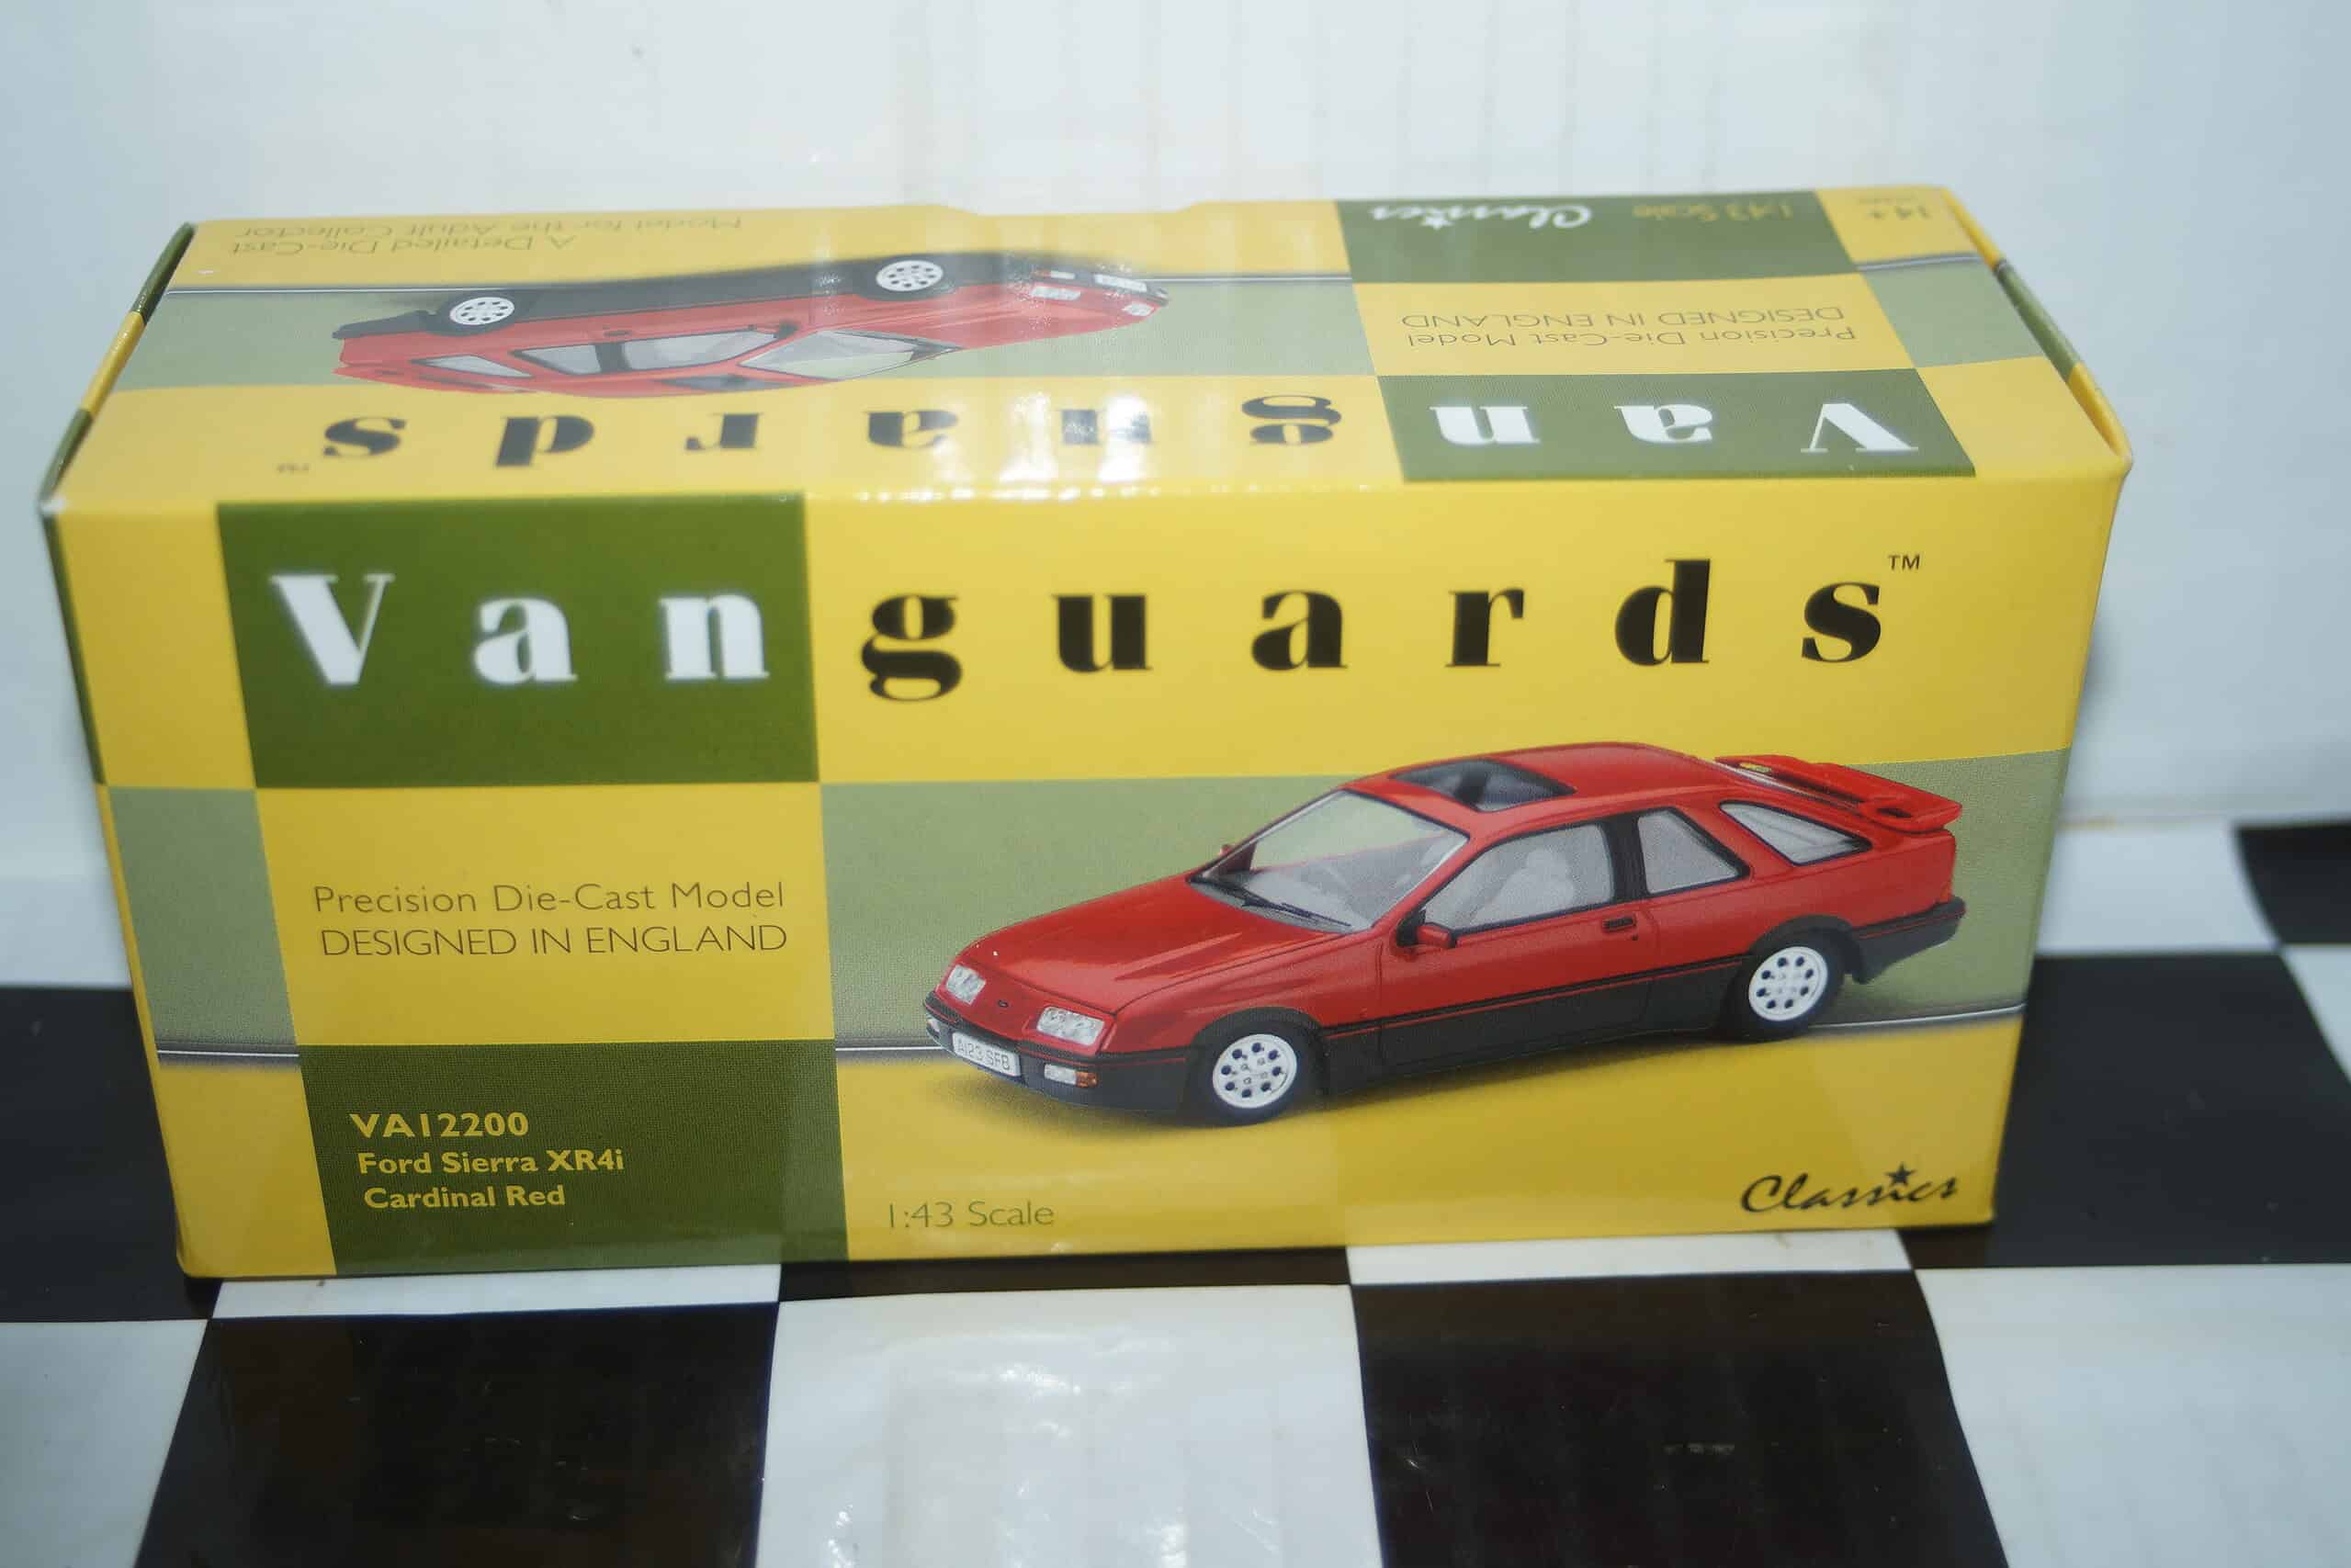 A Detailed Die-Cast
Model for the Adult Collector
1:43 Scale
Classics
14+
Precision Die-Cast Model
DESIGNED IN ENGLAND
Vanguards™
Vanguards™
Precision Die-Cast Model
DESIGNED IN ENGLAND
A123 SFB
VA12200
Ford Sierra XR4i
Cardinal Red
1:43 Scale
Classics